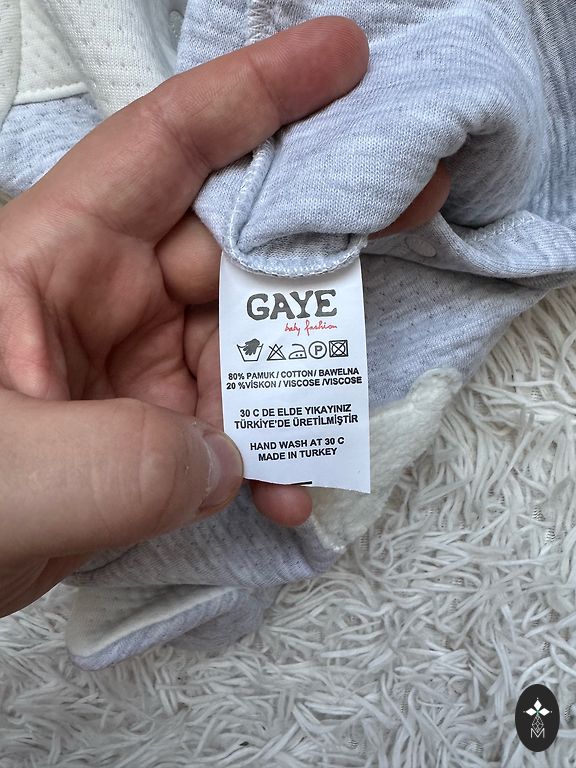 GAYE
baby fashion
P
80% PAMUK / COTTON/ BAWELNA
20 %VİSKON / VISCOSE /VISCOSE
30 C DE ELDE YIKAYINIZ
TÜRKİYE'DE ÜRETİLMİŞTİR
HAND WASH AT 30 C
MADE IN TURKEY
M